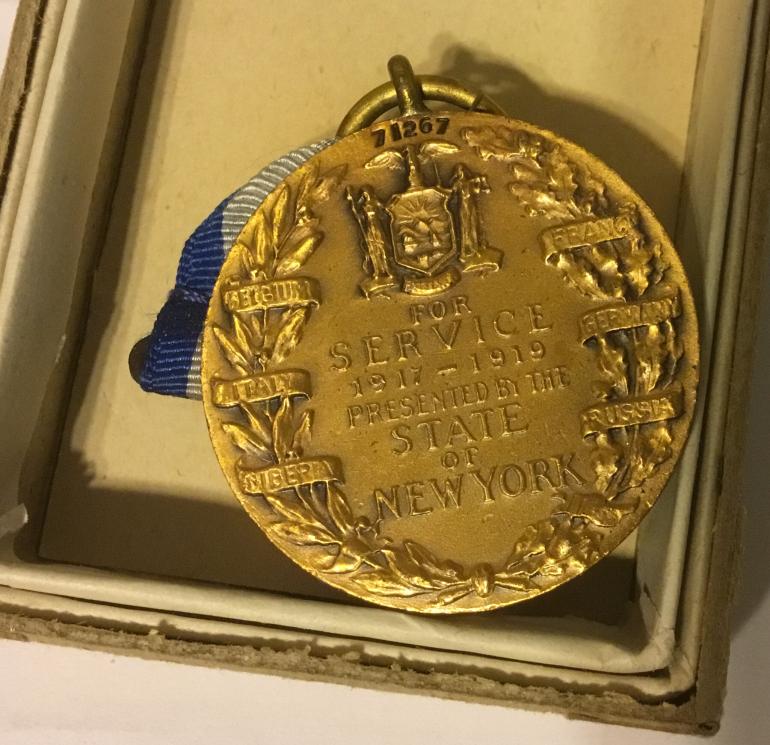 71267
FOR
SERVICE
1917-1919
PRESENTED BY THE
STATE
OF
NEW YORK
BELGIUM
ITALY
SIBERIA
FRANCE
GERMANY
RUSSIA